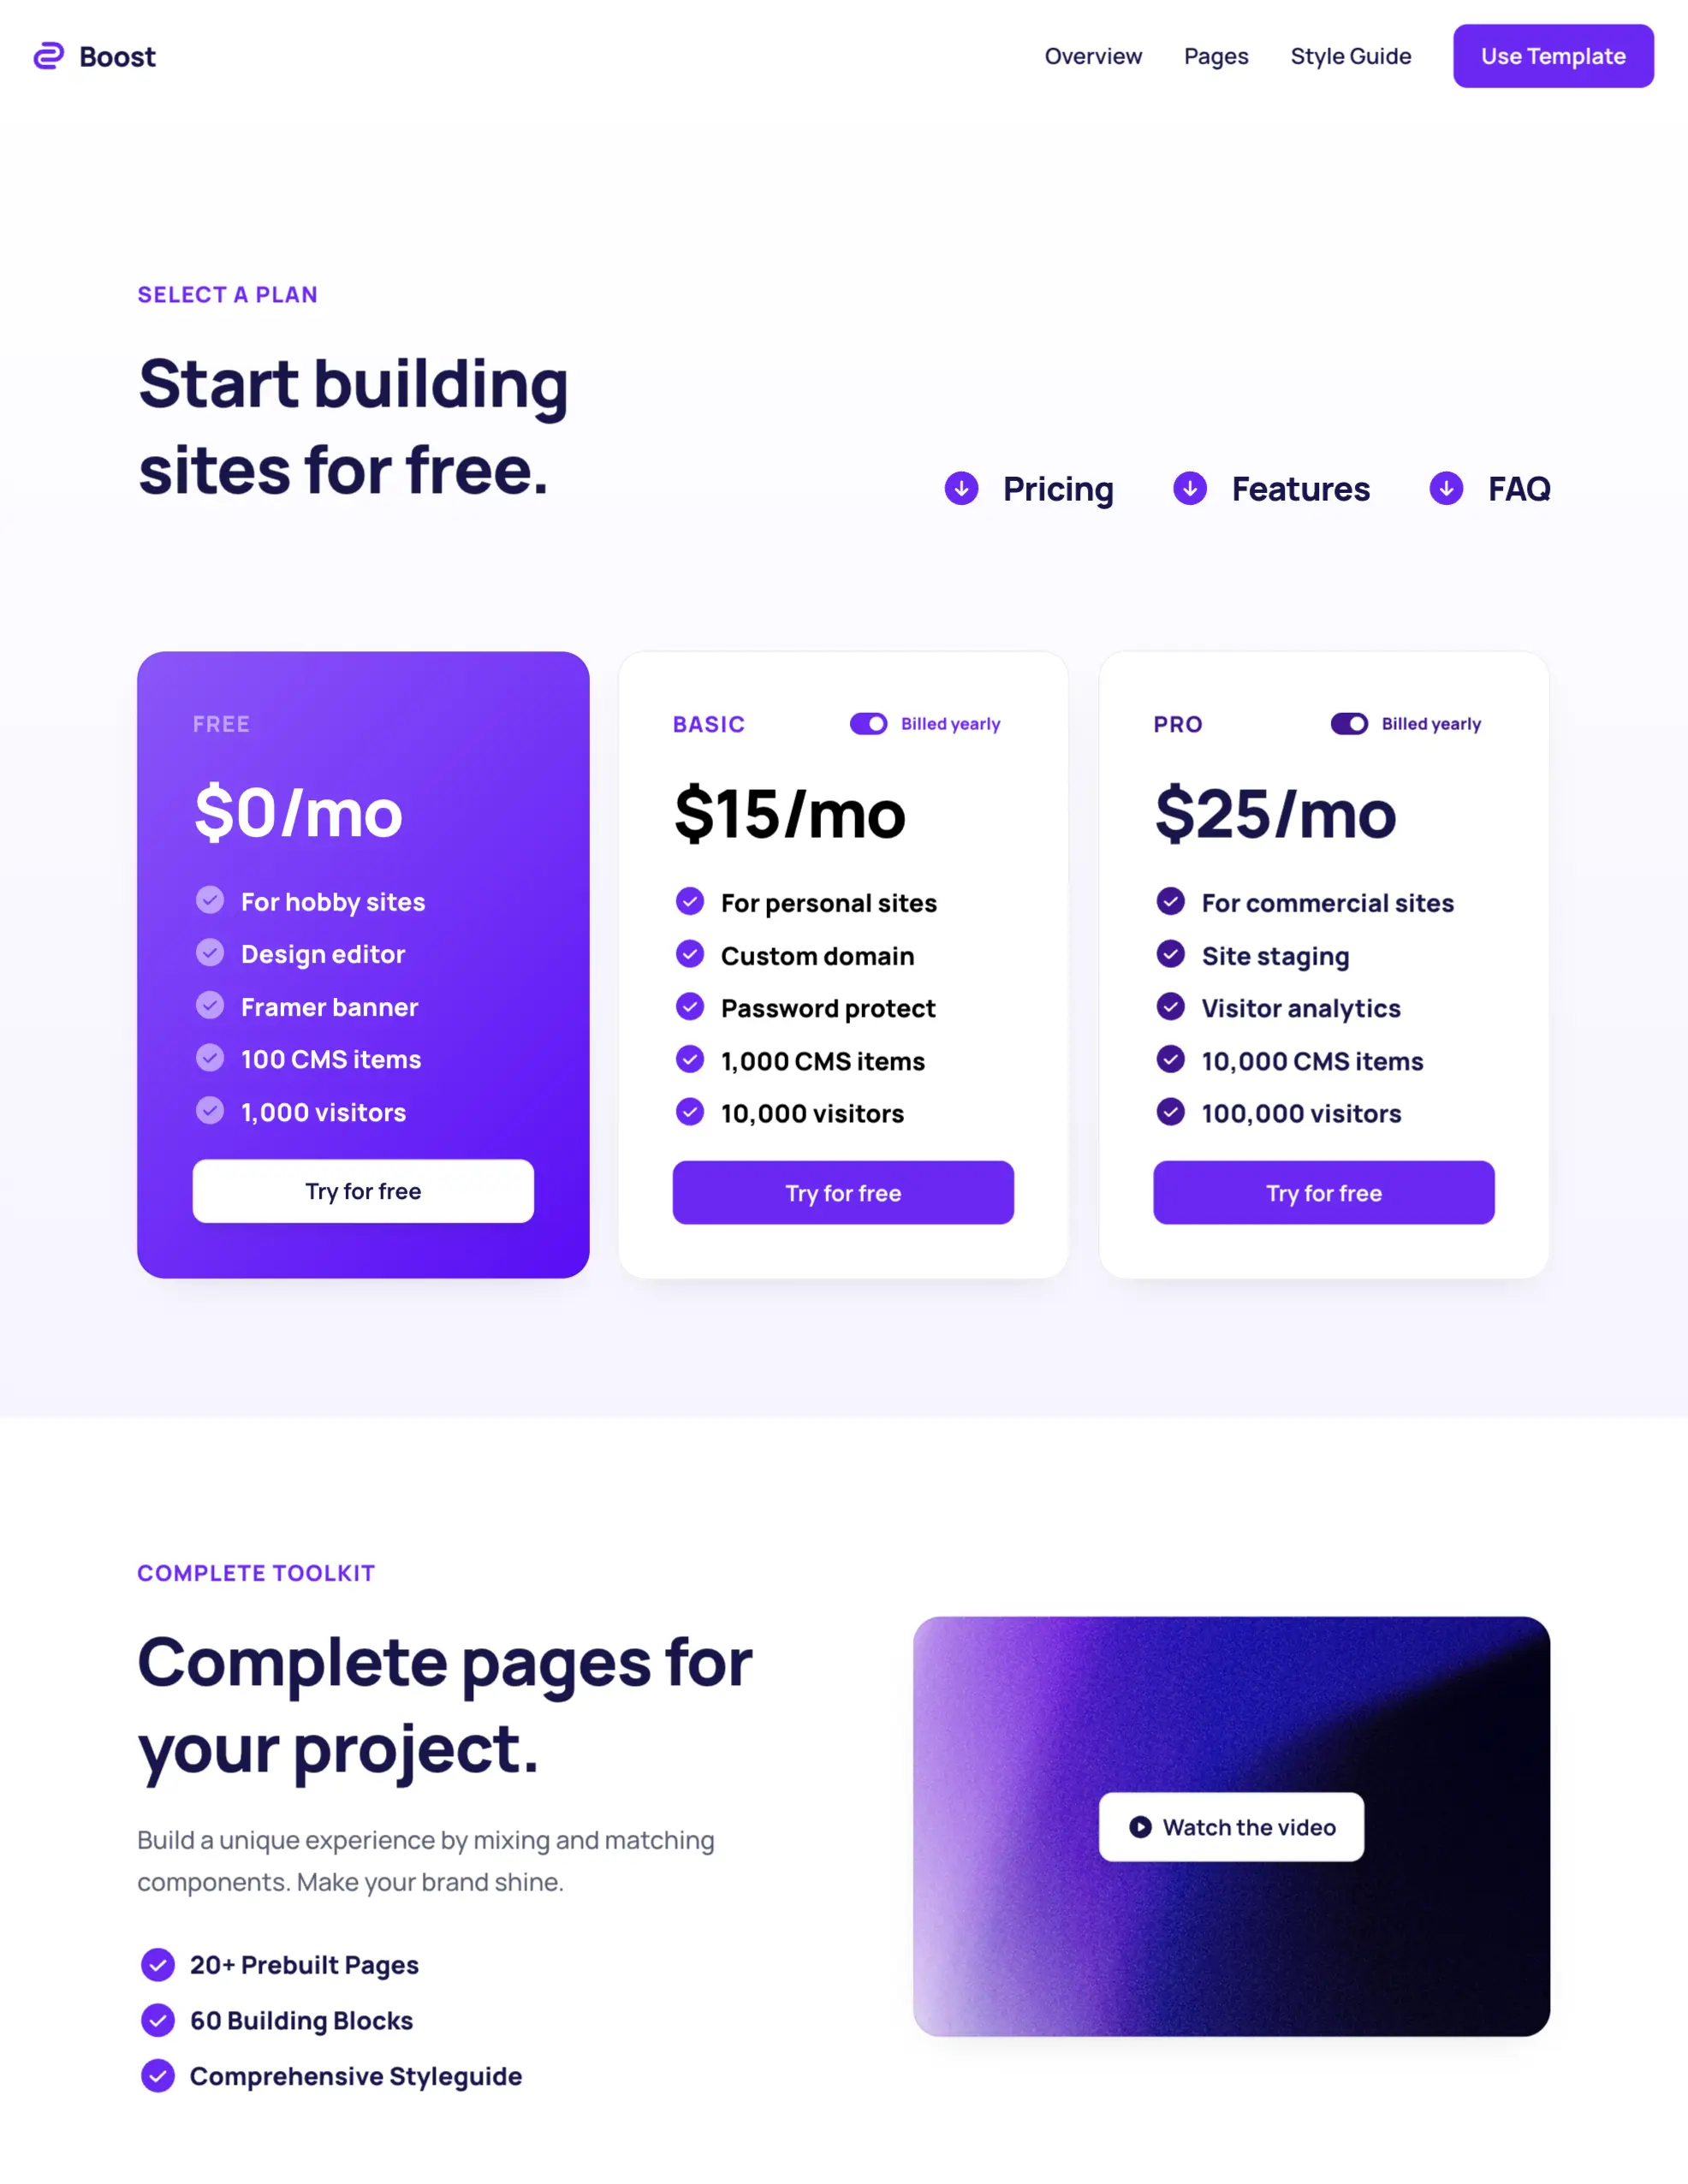 Boost
Overview
Pages
Style Guide
Use Template
SELECT A PLAN
Start building
sites for free.
Pricing
Features
FAQ
FREE
$0/mo
For hobby sites
Design editor
Framer banner
100 CMS items
1,000 visitors
Try for free
BASIC
Billed yearly
$15/mo
For personal sites
Custom domain
Password protect
1,000 CMS items
10,000 visitors
Try for free
PRO
Billed yearly
$25/mo
For commercial sites
Site staging
Visitor analytics
10,000 CMS items
100,000 visitors
Try for free
COMPLETE TOOLKIT
Complete pages for
your project.
Build a unique experience by mixing and matching
components. Make your brand shine.
20+ Prebuilt Pages
60 Building Blocks
Comprehensive Styleguide
Watch the video